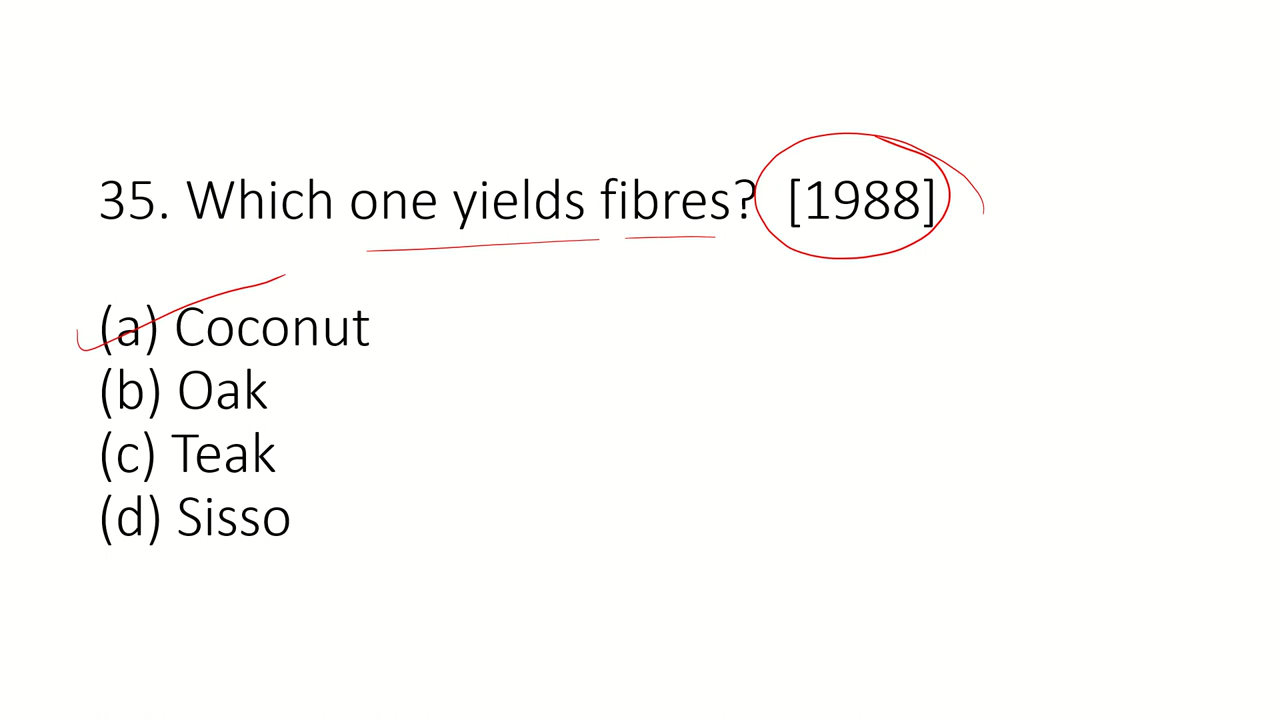 35. Which one yields fibres? [1988]
(a) Coconut
(b) Oak
(c) Teak
(d) Sisso